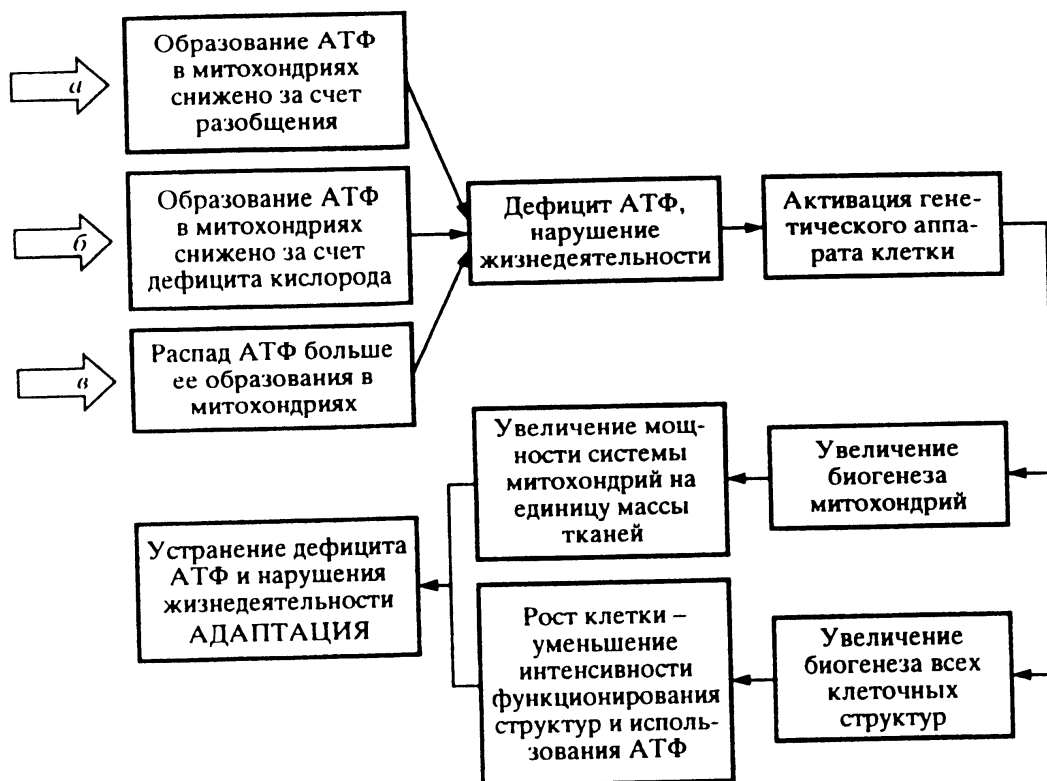 а
Образование АТФ
в митохондриях
снижено за счет
разобщения
б
Образование АТФ
в митохондриях
снижено за счет
дефицита кислорода
в
Распад АТФ больше
ее образования в
митохондриях
Дефицит АТФ,
нарушение
жизнедеятельности
Активация гене-
тического аппа-
рата клетки
Увеличение мощ-
ности системы
митохондрий на
единицу массы
тканей
Увеличение
биогенеза
митохондрий
Устранение дефицита
АТФ и нарушения
жизнедеятельности
АДАПТАЦИЯ
Рост клетки –
уменьшение
интенсивности
функционирования
структур и исполь-
зования АТФ
Увеличение
биогенеза всех
клеточных
структур